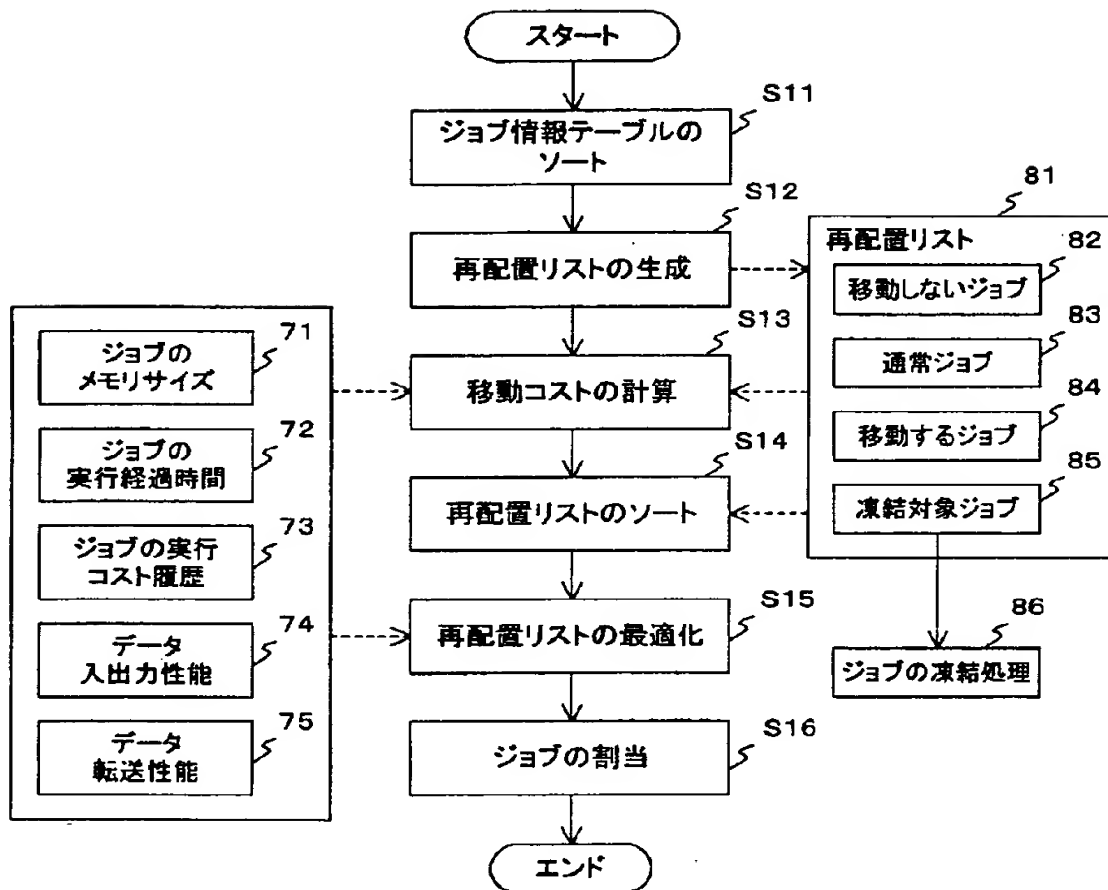 スタート
S11
ジョブ情報テーブルの
ソート
S12
再配置リストの生成
S13
移動コストの計算
S14
再配置リストのソート
S15
再配置リストの最適化
S16
ジョブの割当
エンド
71
ジョブの
メモリサイズ
72
ジョブの
実行経過時間
73
ジョブの実行
コスト履歴
74
データ
入出力性能
75
データ
転送性能
81
再配置リスト
82
移動しないジョブ
83
通常ジョブ
84
移動するジョブ
85
凍結対象ジョブ
86
ジョブの凍結処理